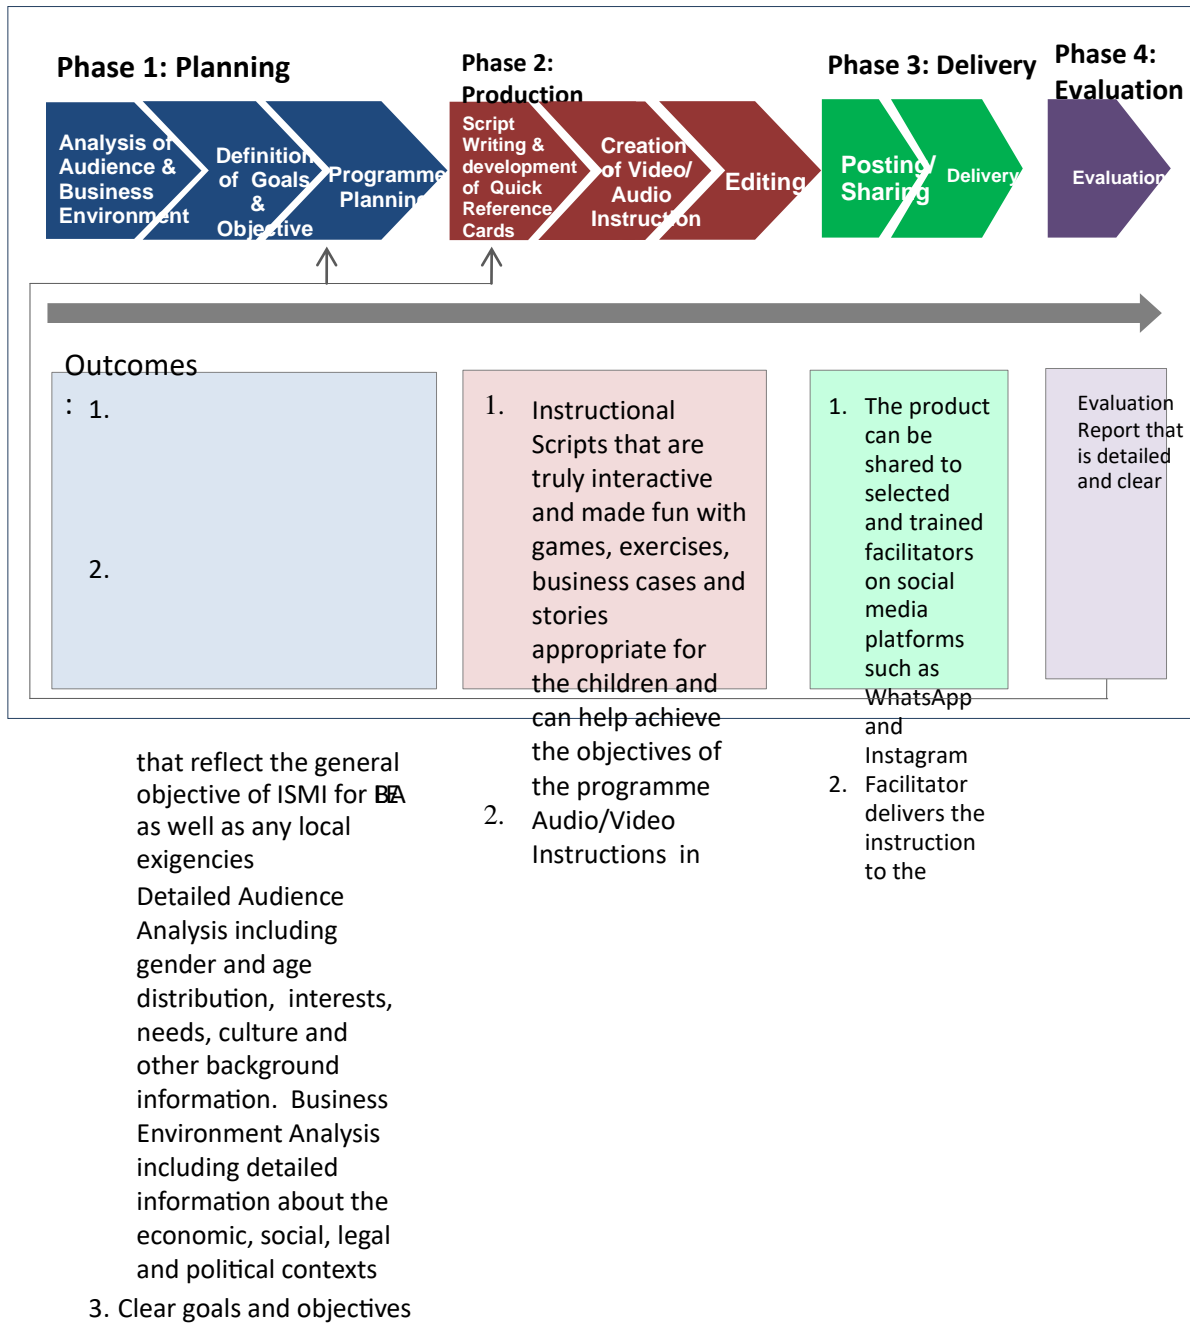 Phase 1: Planning
Phase 2:
Production
Phase 3: Delivery
Phase 4:
Evaluation
Analysis of
Audience &
Business
Environment
Definition
of Goals
&
Objective
Programme
Planning
Script
Writing &
development
of Quick
Reference
Cards
Creation
of Video/
Audio
Instruction
Editing
Posting/
Sharing
Delivery
Evaluation
Outcomes
:
1.
2.
that reflect the general
objective of ISMI for
as well as any local
exigencies
Detailed Audience
Analysis including
gender and age
distribution, interests,
needs, culture and
other background
information. Business
Environment Analysis
including detailed
information about the
economic, social, legal
and political contexts
3. Clear goals and objectives
1. Instructional
Scripts that are
truly interactive
and made fun with
games, exercises,
business cases and
stories
appropriate for
the children and
can help achieve
the objectives of
the programme
2. Audio/Video
Instructions in
1. The product
can be
shared to
selected
and trained
facilitators
on social
media
platforms
such as
WhatsApp
and
Instagram
2. Facilitator
delivers the
instruction
to the
Evaluation
Report that
is detailed
and clear